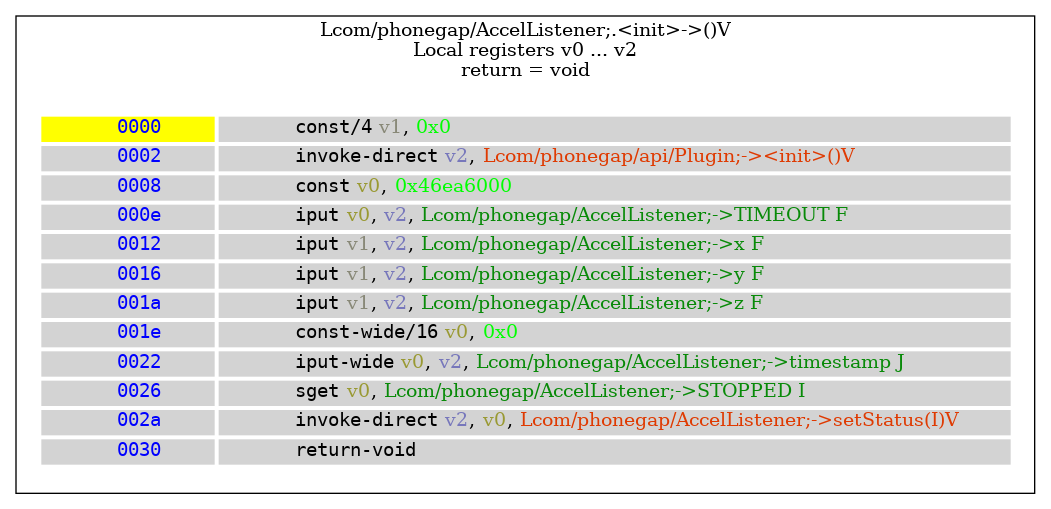 Lcom/phonegap/AccelListener;.<init>->()V
Local registers v0 ... v2
return = void
0000 const/4 v1, 0x0
0002 invoke-direct v2, Lcom/phonegap/api/Plugin;-><init>()V
0008 const v0, 0x46ea6000
000e iput v0, v2, Lcom/phonegap/AccelListener;->TIMEOUT F
0012 iput v1, v2, Lcom/phonegap/AccelListener;->x F
0016 iput v1, v2, Lcom/phonegap/AccelListener;->y F
001a iput v1, v2, Lcom/phonegap/AccelListener;->z F
001e const-wide/16 v0, 0x0
0022 iput-wide v0, v2, Lcom/phonegap/AccelListener;->timestamp J
0026 sget v0, Lcom/phonegap/AccelListener;->STOPPED I
002a invoke-direct v2, v0, Lcom/phonegap/AccelListener;->setStatus(I)V
0030 return-void